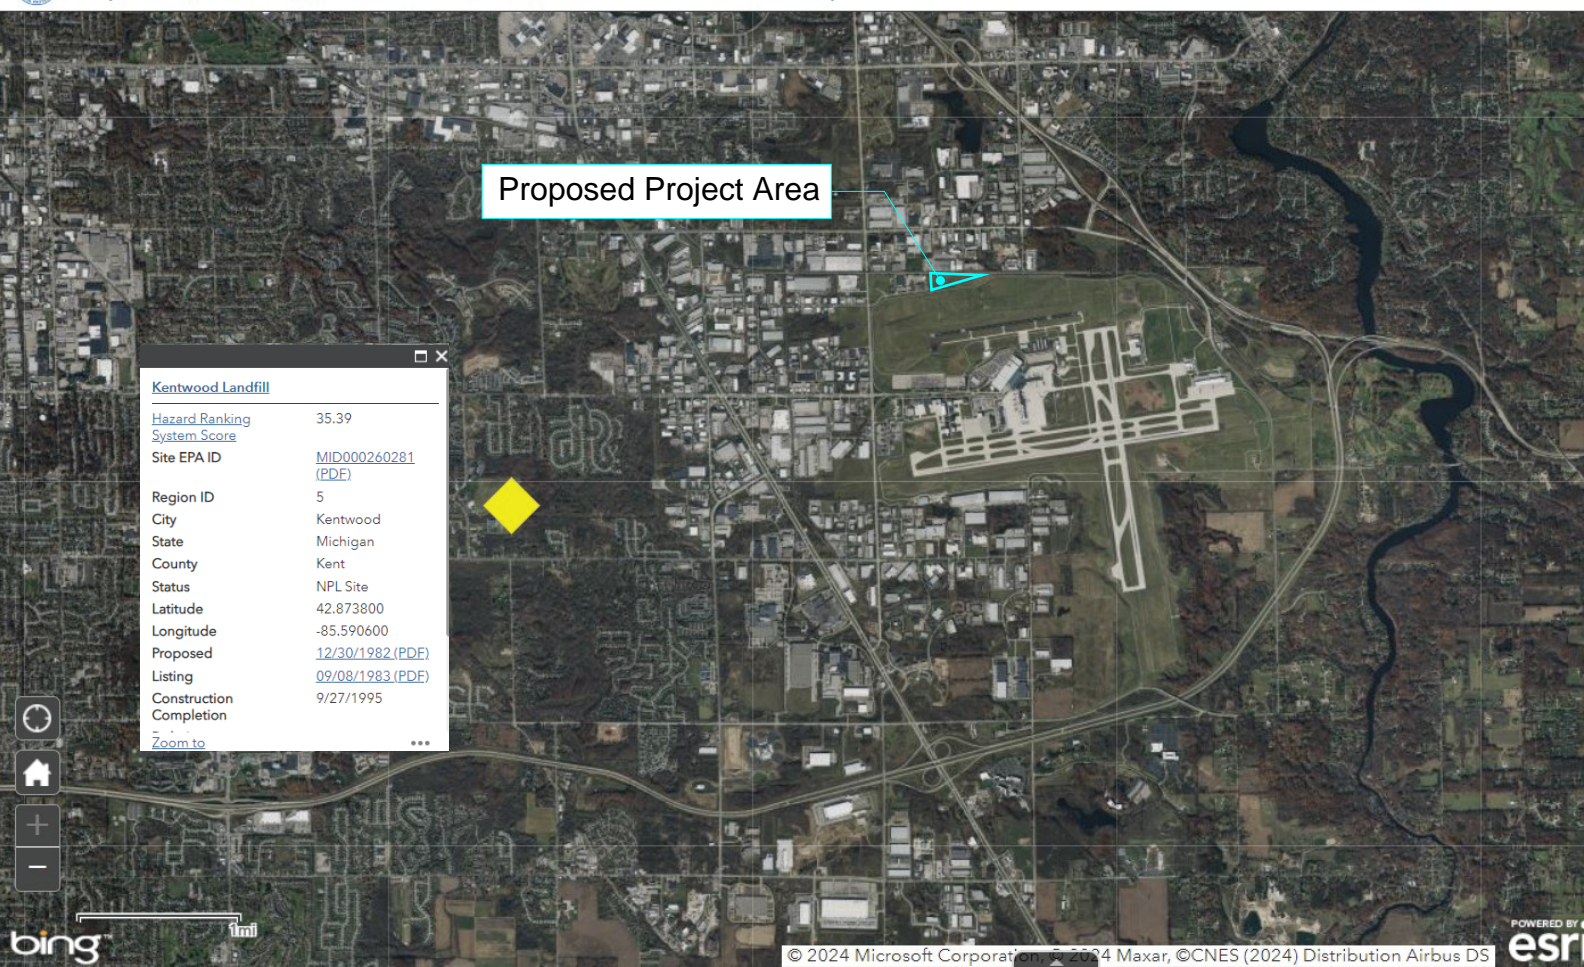 Proposed Project Area
Kentwood Landfill
Hazard Ranking System Score 35.39
Site EPA ID MID000260281 (PDF)
Region ID 5
City Kentwood
State Michigan
County Kent
Status NPL Site
Latitude 42.873800
Longitude -85.590600
Proposed 12/30/1982 (PDF)
Listing 09/08/1983 (PDF)
Construction Completion 9/27/1995
Zoom to
1mi
bing
© 2024 Microsoft Corporation, © 2024 Maxar, ©CNES (2024) Distribution Airbus DS
POWERED BY
esri